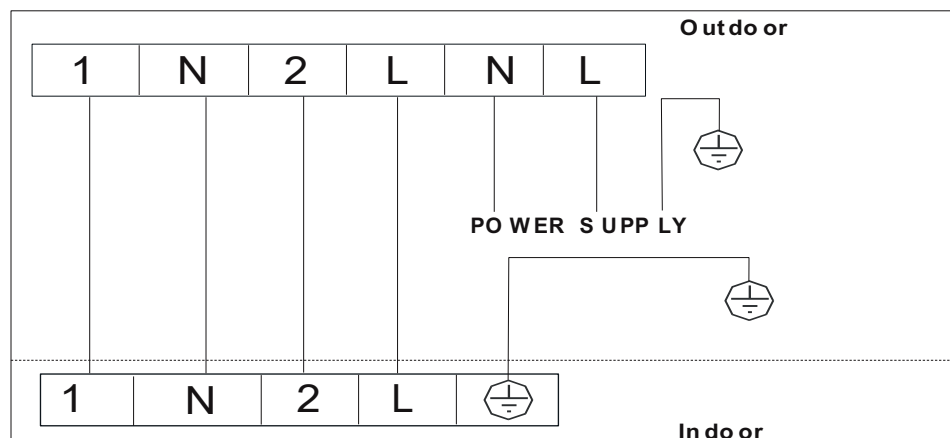 Outdoor
1 N 2 L N L
POWER SUPPLY
1 N 2 L
Indoor